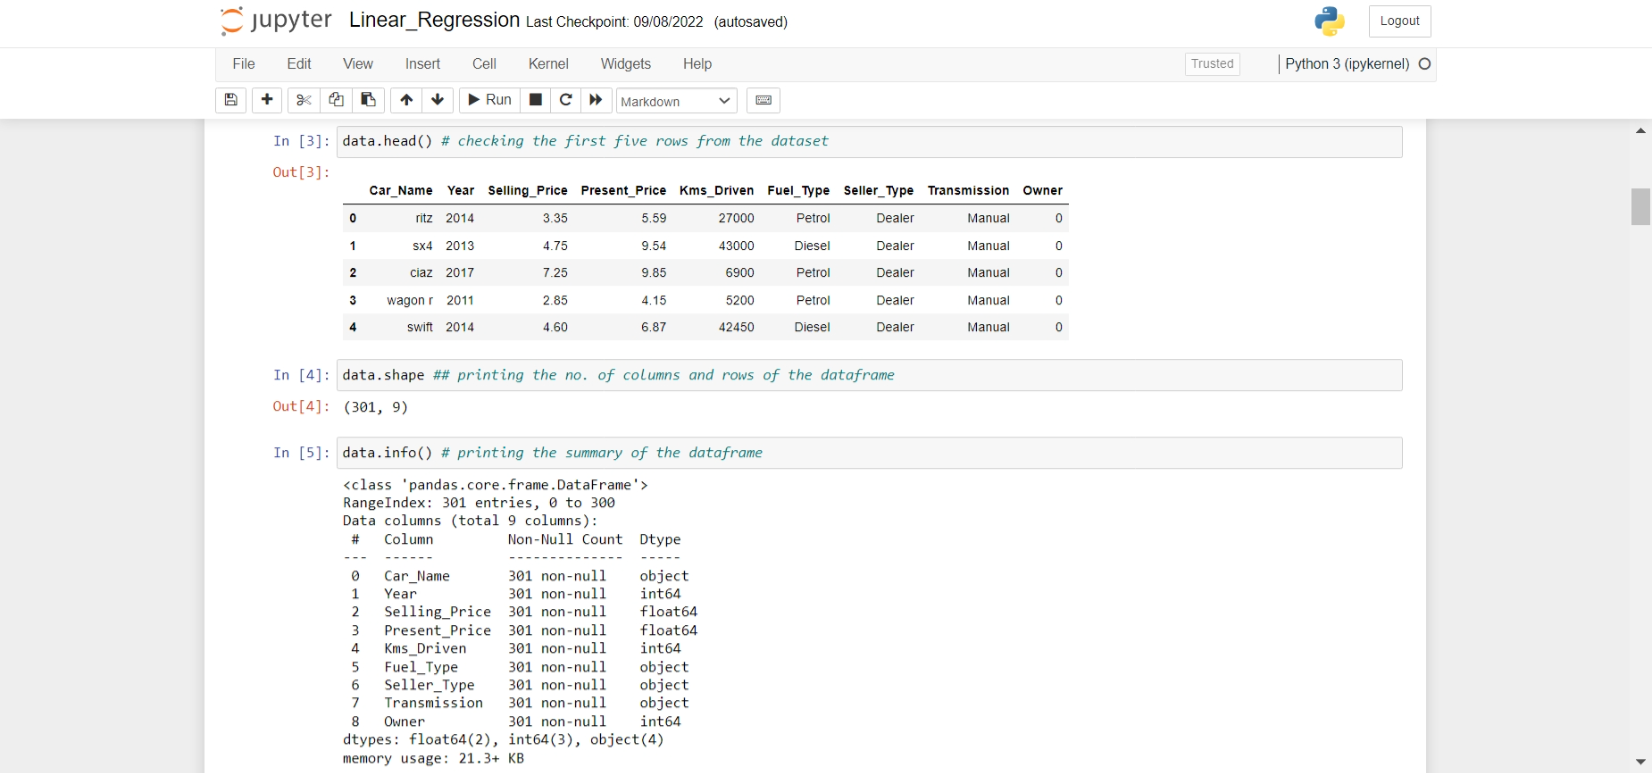 jupyter Linear_Regression Last Checkpoint: 09/08/2022 (autosaved)
Logout
File Edit View Insert Cell Kernel Widgets Help
Trusted
Python 3 (ipykernel)
Run
Markdown
In [3]: data.head() # checking the first five rows from the dataset
Out[3]:
Car_Name Year Selling_Price Present_Price Kms_Driven Fuel_Type Seller_Type Transmission Owner
0 ritz 2014 3.35 5.59 27000 Petrol Dealer Manual 0
1 sx4 2013 4.75 9.54 43000 Diesel Dealer Manual 0
2 ciaz 2017 7.25 9.85 6900 Petrol Dealer Manual 0
3 wagon r 2011 2.85 4.15 5200 Petrol Dealer Manual 0
4 swift 2014 4.60 6.87 42450 Diesel Dealer Manual 0
In [4]: data.shape ## printing the no. of columns and rows of the dataframe
Out[4]: (301, 9)
In [5]: data.info() # printing the summary of the dataframe
<class 'pandas.core.frame.DataFrame'>
RangeIndex: 301 entries, 0 to 300
Data columns (total 9 columns):
# Column Non-Null Count Dtype
--- ------ -------------- -----
0 Car_Name 301 non-null object
1 Year 301 non-null int64
2 Selling_Price 301 non-null float64
3 Present_Price 301 non-null float64
4 Kms_Driven 301 non-null int64
5 Fuel_Type 301 non-null object
6 Seller_Type 301 non-null object
7 Transmission 301 non-null object
8 Owner 301 non-null int64
dtypes: float64(2), int64(3), object(4)
memory usage: 21.3+ KB